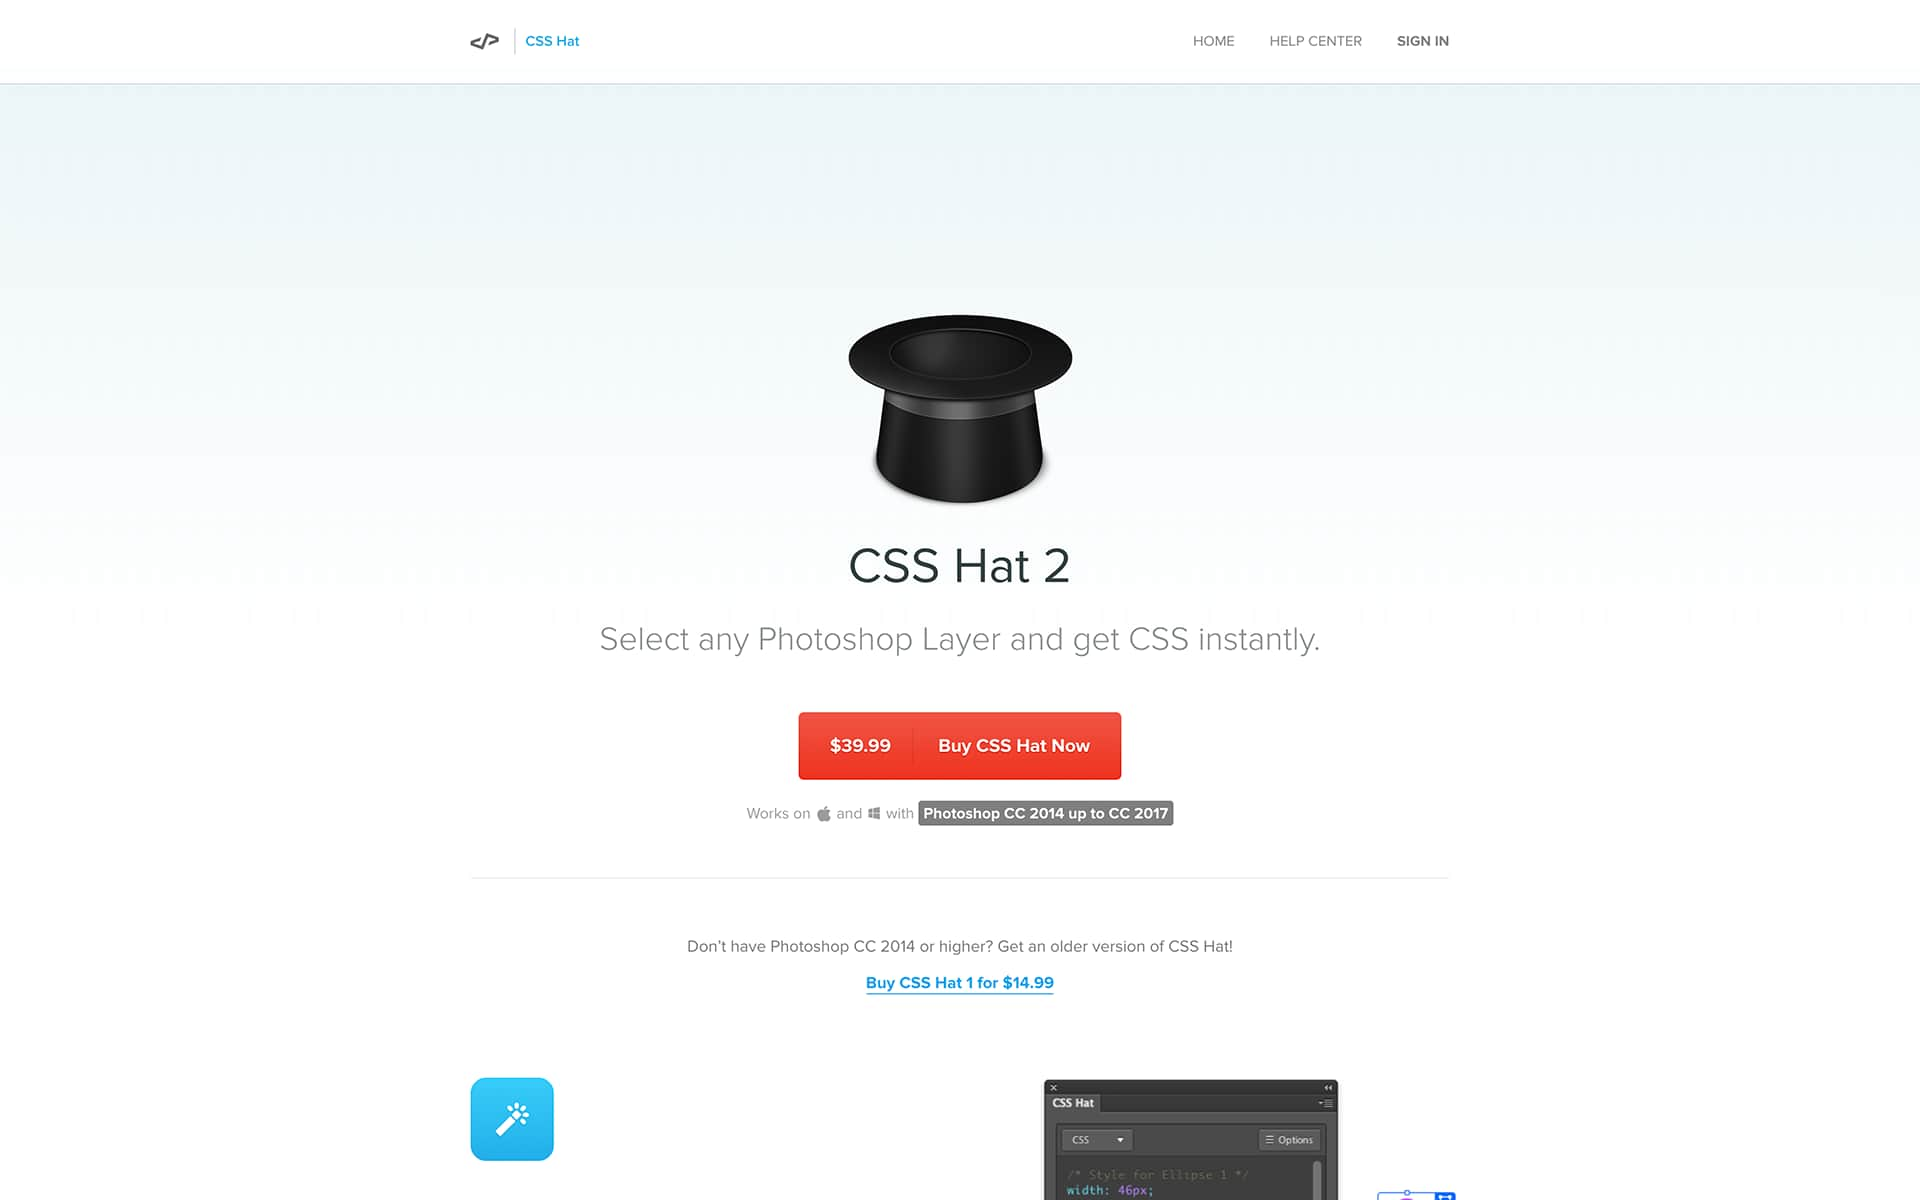 CSS Hat
HOME
HELP CENTER
SIGN IN
CSS Hat 2
Select any Photoshop Layer and get CSS instantly.
$39.99 Buy CSS Hat Now
Works on and with Photoshop CC 2014 up to CC 2017
Don't have Photoshop CC 2014 or higher? Get an older version of CSS Hat!
Buy CSS Hat 1 for $14.99
CSS Hat
CSS
Options
/* Style for Ellipse 1 */
width: 46px;